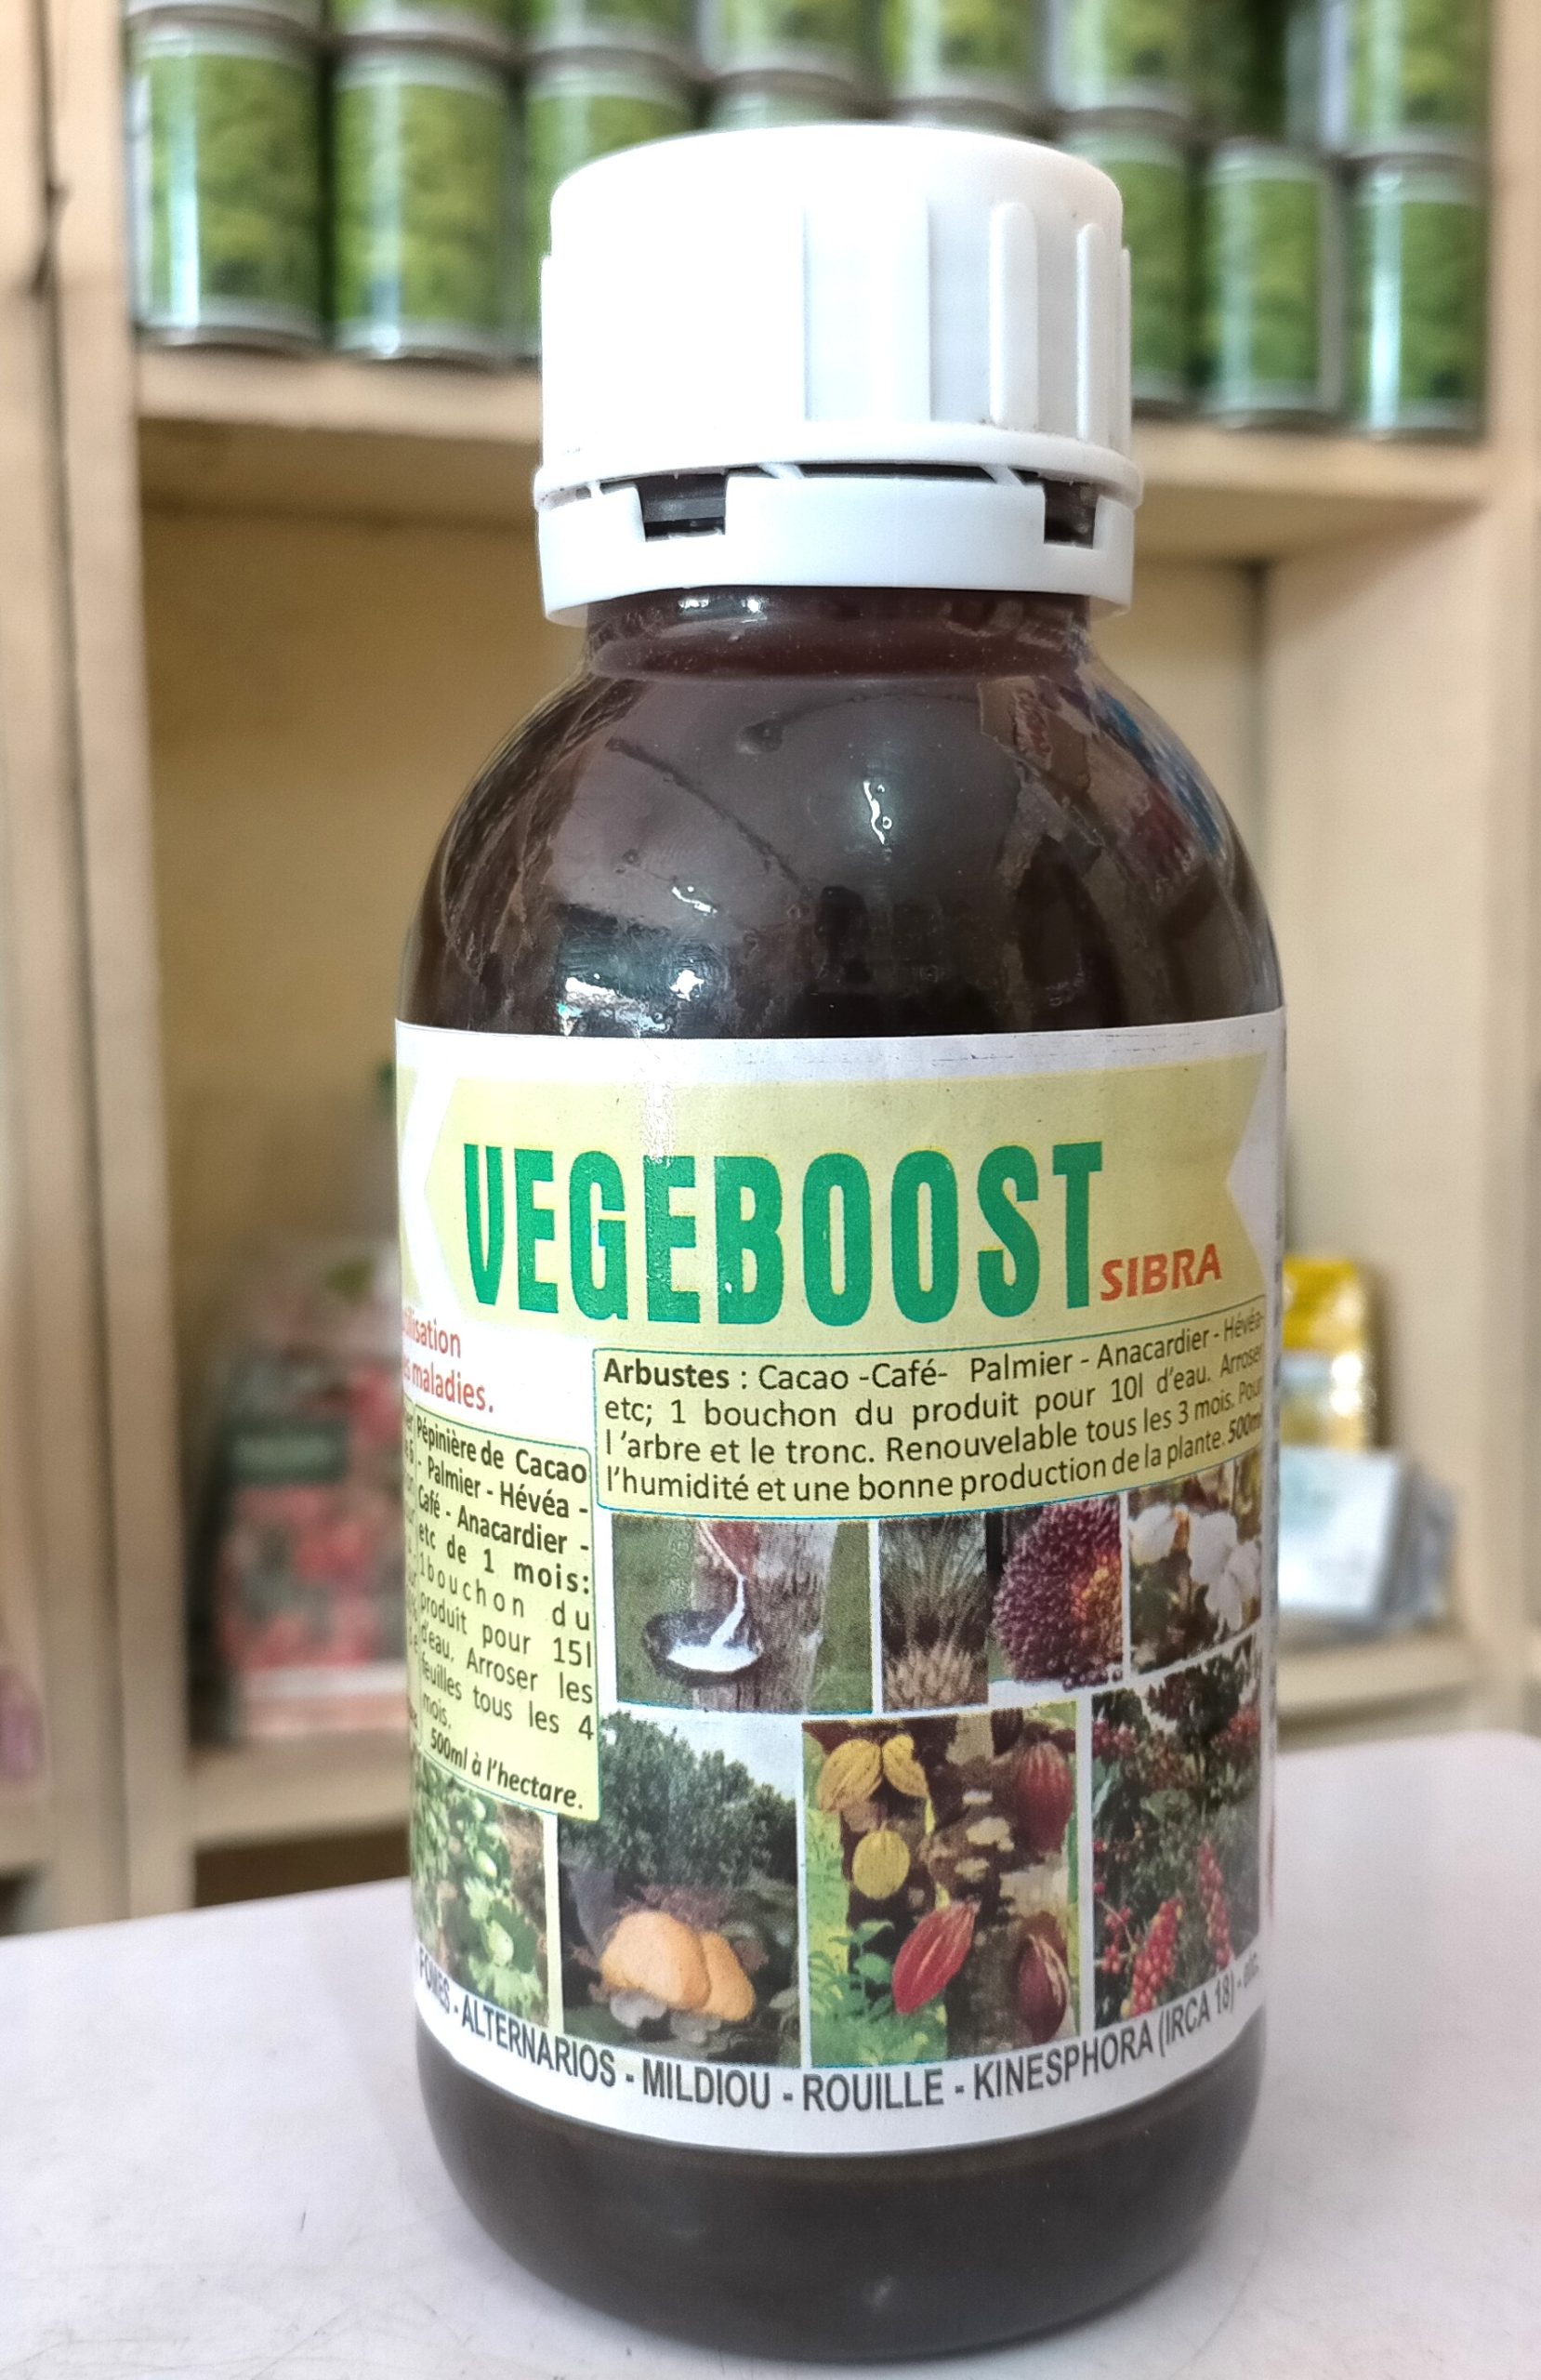 VEGEBOOST
SIBRA
maladies.
Arbustes : Cacao -Café- Palmier - Anacardier - Hévéa-
etc; 1 bouchon du produit pour 10l d'eau. Arroser
l 'arbre et le tronc. Renouvelable tous les 3 mois. Pour
l'humidité et une bonne production de la plante. 500ml
Pépinière de Cacao
- Palmier - Hévéa -
Café - Anacardier -
etc de 1 mois:
1bouchon du
produit pour 15l
d'eau. Arroser les
feuilles tous les 4
mois.
500ml à l'hectare.
- ALTERNARIOS - MILDIOU - ROUILLE - KINESPHORA (IRCA 18) - etc.